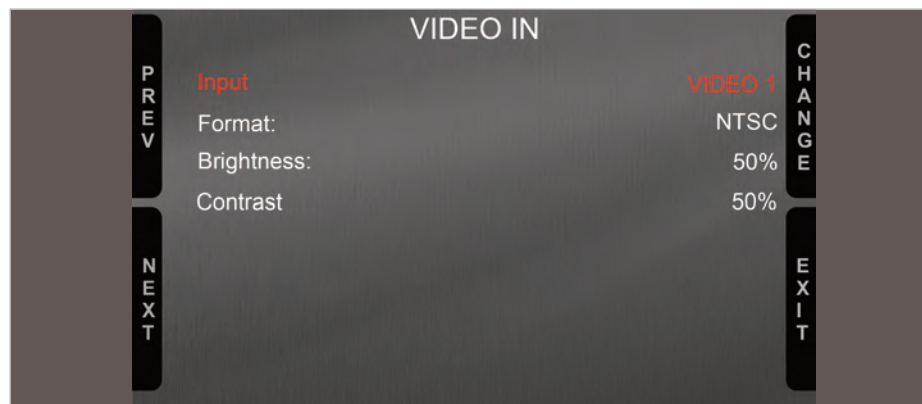 VIDEO IN
PREV
CHANGE
Input VIDEO 1
Format: NTSC
Brightness: 50%
Contrast 50%
NEXT
EXIT